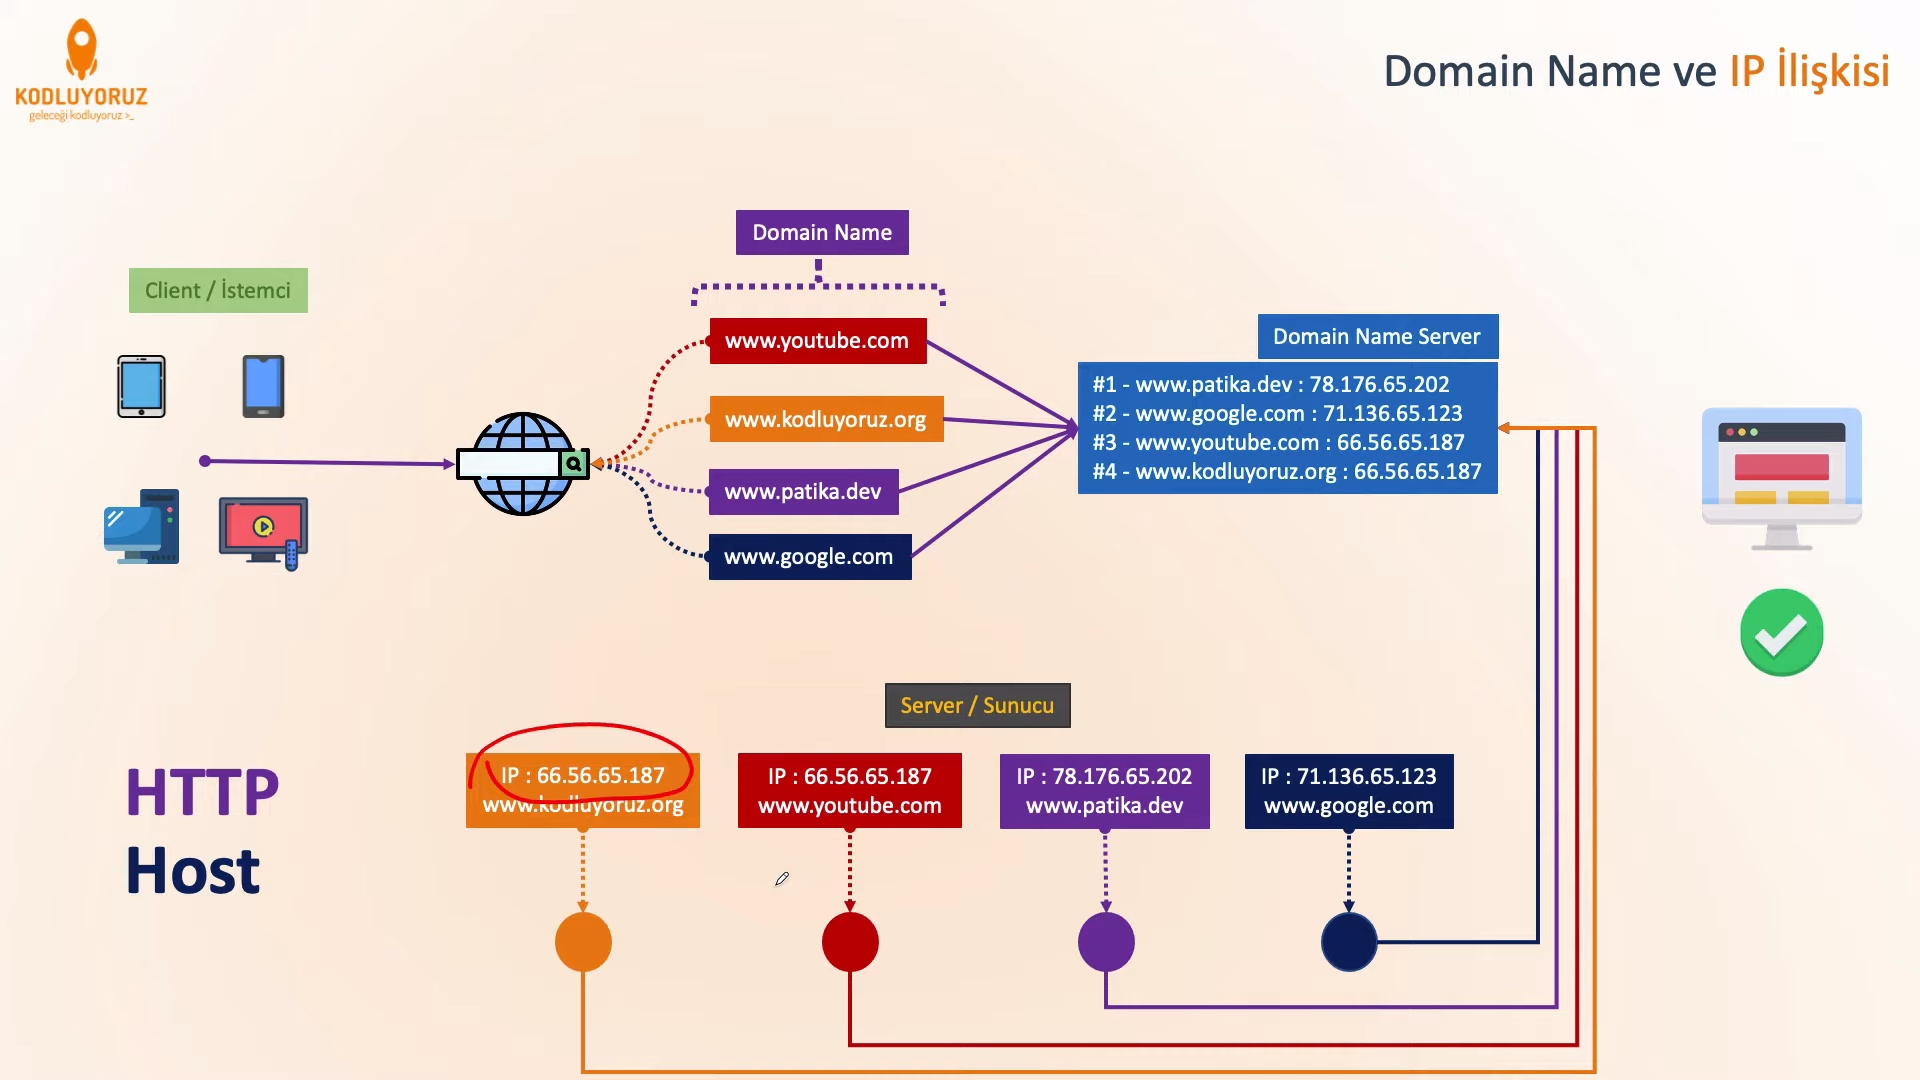 KODLUYORUZ
geleceği kodluyoruz >_
Domain Name ve IP İlişkisi
Domain Name
Client / İstemci
www.youtube.com
www.kodluyoruz.org
www.patika.dev
www.google.com
Domain Name Server
#1 - www.patika.dev : 78.176.65.202
#2 - www.google.com : 71.136.65.123
#3 - www.youtube.com : 66.56.65.187
#4 - www.kodluyoruz.org : 66.56.65.187
Server / Sunucu
IP : 66.56.65.187
www.kodluyoruz.org
IP : 66.56.65.187
www.youtube.com
IP : 78.176.65.202
www.patika.dev
IP : 71.136.65.123
www.google.com
HTTP
Host